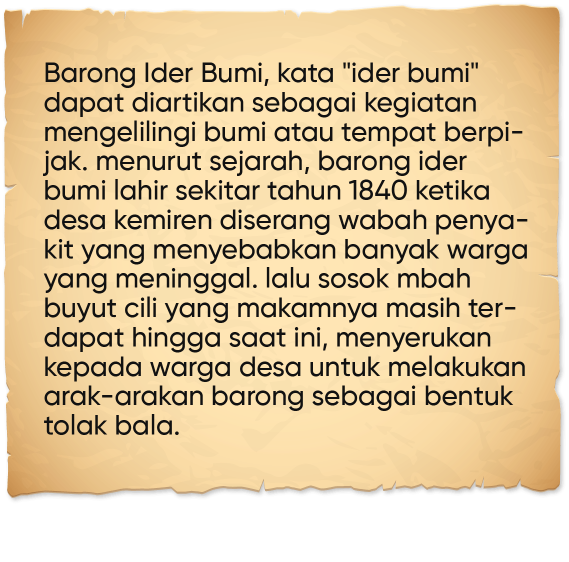 Barong Ider Bumi, kata "ider bumi"
dapat diartikan sebagai kegiatan
mengelilingi bumi atau tempat berpi-
jak. menurut sejarah, barong ider
bumi lahir sekitar tahun 1840 ketika
desa kemiren diserang wabah penya-
kit yang menyebabkan banyak warga
yang meninggal. lalu sosok mbah
buyut cili yang makamnya masih ter-
dapat hingga saat ini, menyerukan
kepada warga desa untuk melakukan
arak-arakan barong sebagai bentuk
tolak bala.